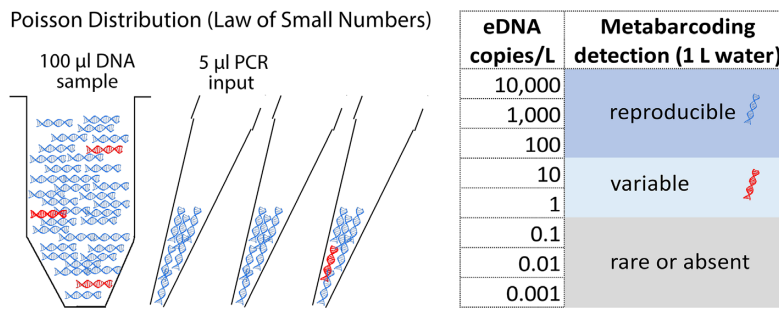 Poisson Distribution (Law of Small Numbers)
100 µl DNA
sample
5 µl PCR
input
eDNA
copies/L
Metabarcoding
detection (1 L water)
10,000
1,000
100
reproducible
10
1
variable
0.1
0.01
0.001
rare or absent